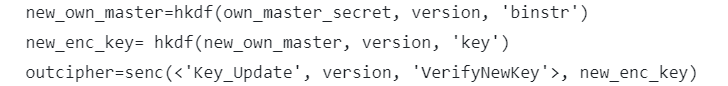 new_own_master=hkdf(own_master_secret, version, 'binstr')
new_enc_key= hkdf(new_own_master, version, 'key')
outcipher=senc(<'Key_Update', version, 'VerifyNewKey'>, new_enc_key)